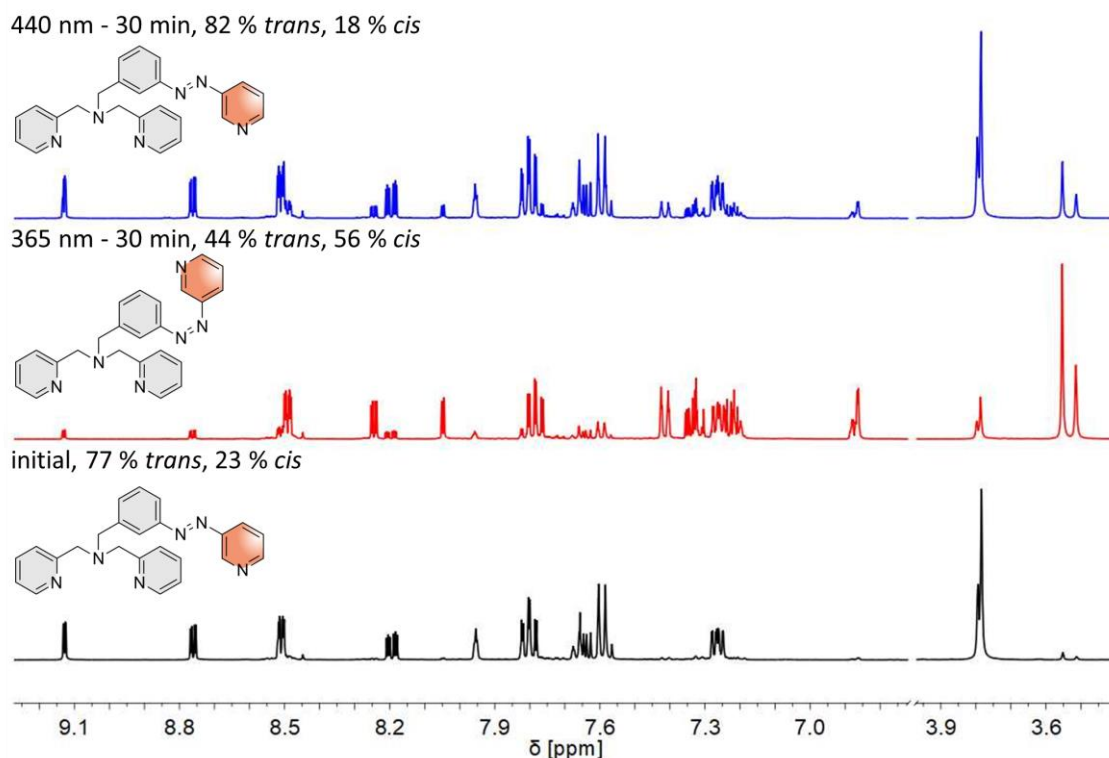 440 nm - 30 min, 82 % trans, 18 % cis
N
N
N
N
N
N
365 nm - 30 min, 44 % trans, 56 % cis
N
N
N
N
N
N
initial, 77 % trans, 23 % cis
N
N
N
N
N
N
9.1 8.8 8.5 8.2 7.9 7.6 7.3 7.0 3.9 3.6
δ [ppm]